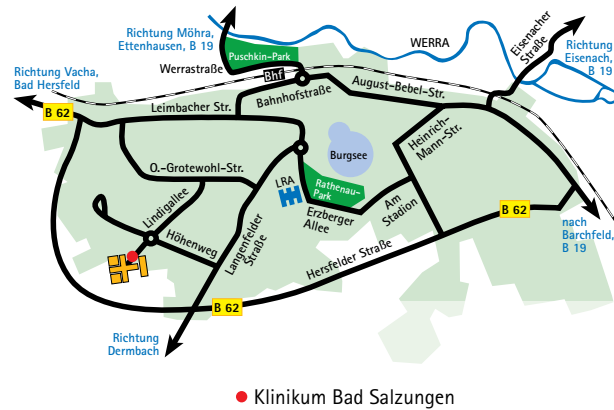 Richtung Möhra,
Ettenhausen, B 19
WERRA
Eisenacher
Straße
Puschkin-Park
Richtung
Eisenach,
B 19
Werrastraße
Bhf
Richtung Vacha,
Bad Hersfeld
August-Bebel-Str.
Bahnhofstraße
B 62
Leimbacher Str.
Heinrich-
Mann-Str.
Burgsee
O.-Grotewohl-Str.
LRA
Rathenau-
Park
Lindigallee
Am
Stadion
Erzberger
Allee
B 62
Höhenweg
Langenfelder
Straße
nach
Barchfeld,
B 19
Hersfelder Straße
B 62
Richtung
Dermbach
Klinikum Bad Salzungen